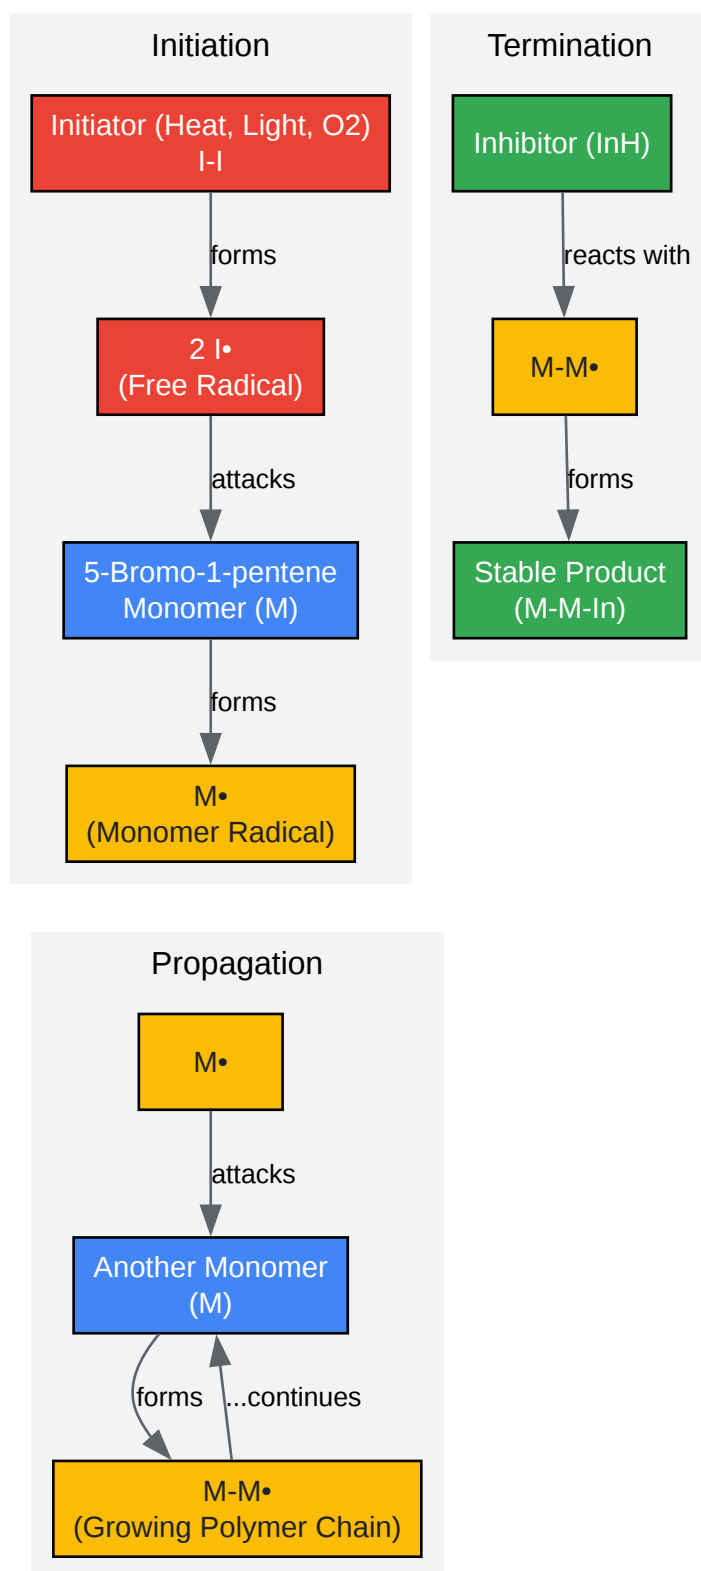 Initiation
Initiator (Heat, Light, O2)
I-I
forms
2 I•
(Free Radical)
attacks
5-Bromo-1-pentene
Monomer (M)
forms
M•
(Monomer Radical)
Termination
Inhibitor (InH)
reacts with
M-M•
forms
Stable Product
(M-M-In)
Propagation
M•
attacks
Another Monomer
(M)
forms
...continues
M-M•
(Growing Polymer Chain)